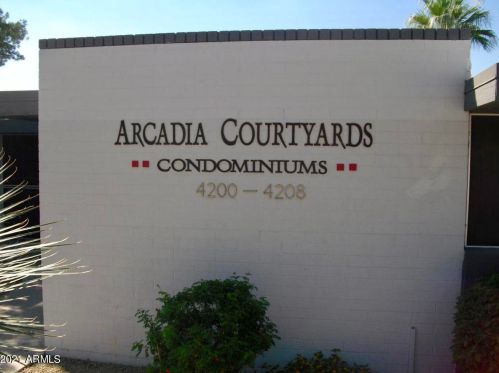 ARCADIA COURTYARDS
CONDOMINIUMS
4200 — 4208
2021 ARMLS